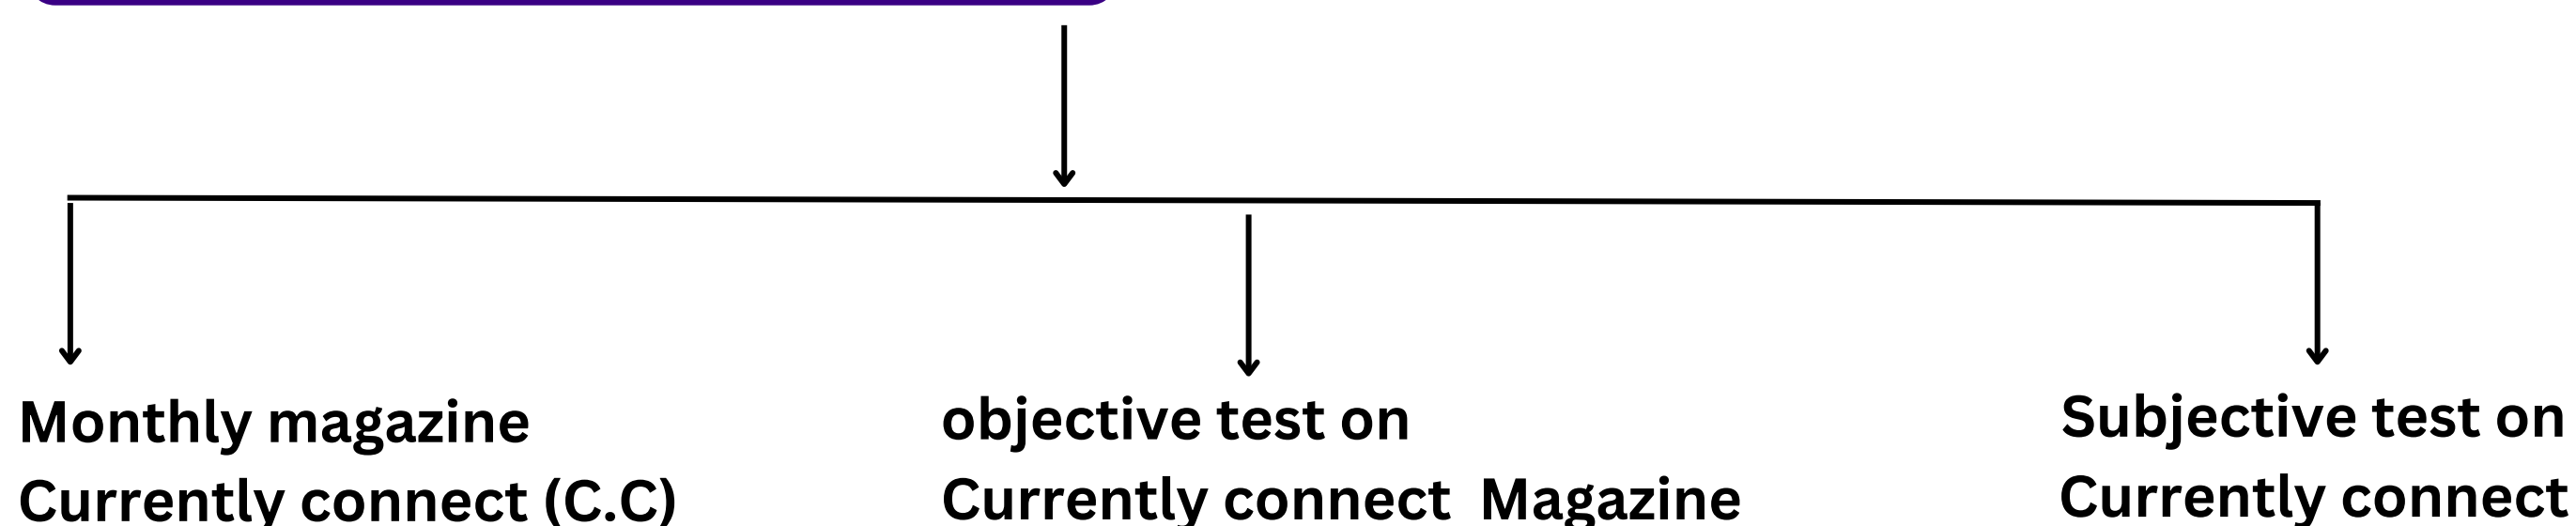 Monthly magazine
Currently connect (C.C)
objective test on
Currently connect  Magazine
Subjective test on
Currently connect